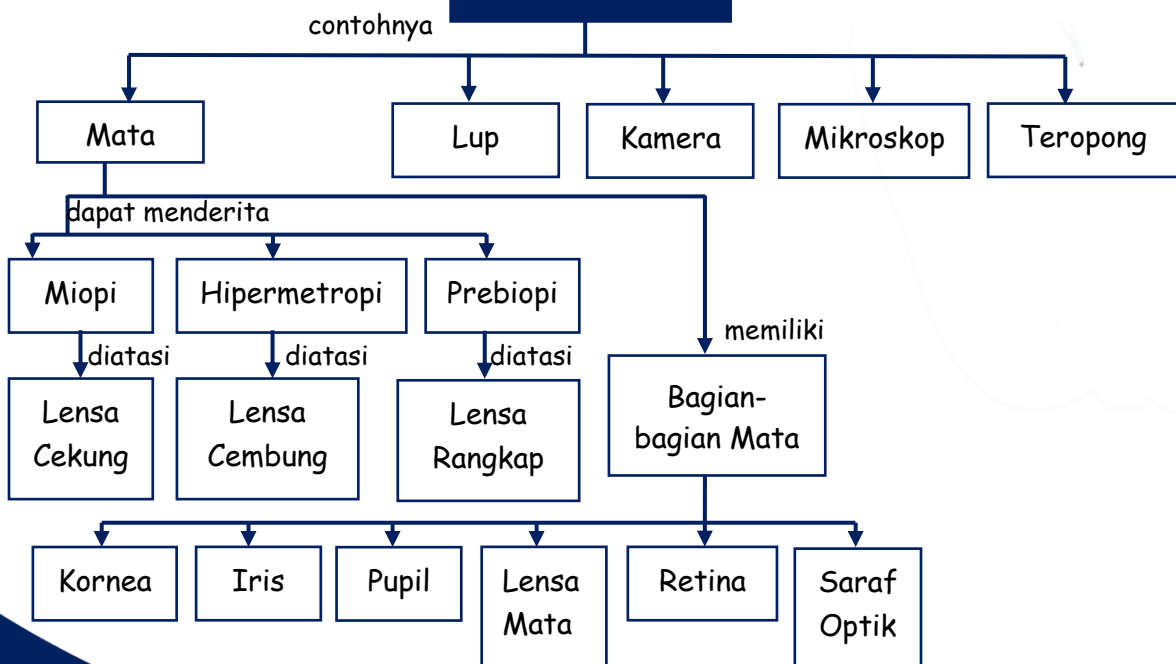 contohnya
Mata
Lup
Kamera
Mikroskop
Teropong
dapat menderita
Miopi
Hipermetropi
Prebiopi
memiliki
diatasi
diatasi
diatasi
Lensa
Cekung
Lensa
Cembung
Lensa
Rangkap
Bagian-
bagian Mata
Kornea
Iris
Pupil
Lensa
Mata
Retina
Saraf
Optik